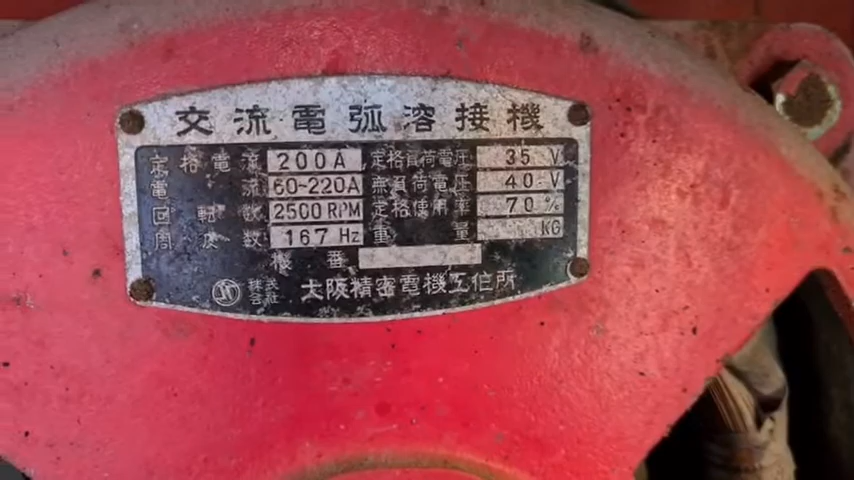 交流電弧溶接機
定格電流 200A 定格負荷電圧 35 V
電流 60~220A 無負荷電圧 40 V
回転数 2500 RPM 定格使用率 70 %
周波数 167 Hz 重量 KG
機番
株式会社 大阪精密電機工作所